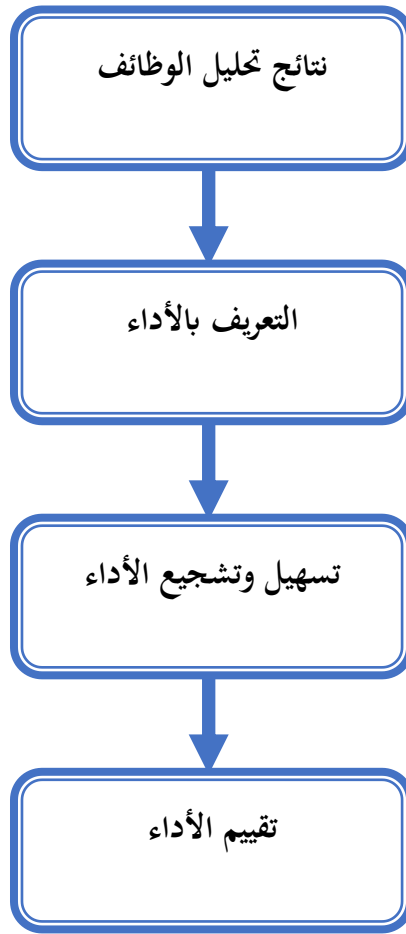 نتائج تحليل الوظائف
التعريف بالأداء
تسهيل وتشجيع الأداء
تقييم الأداء